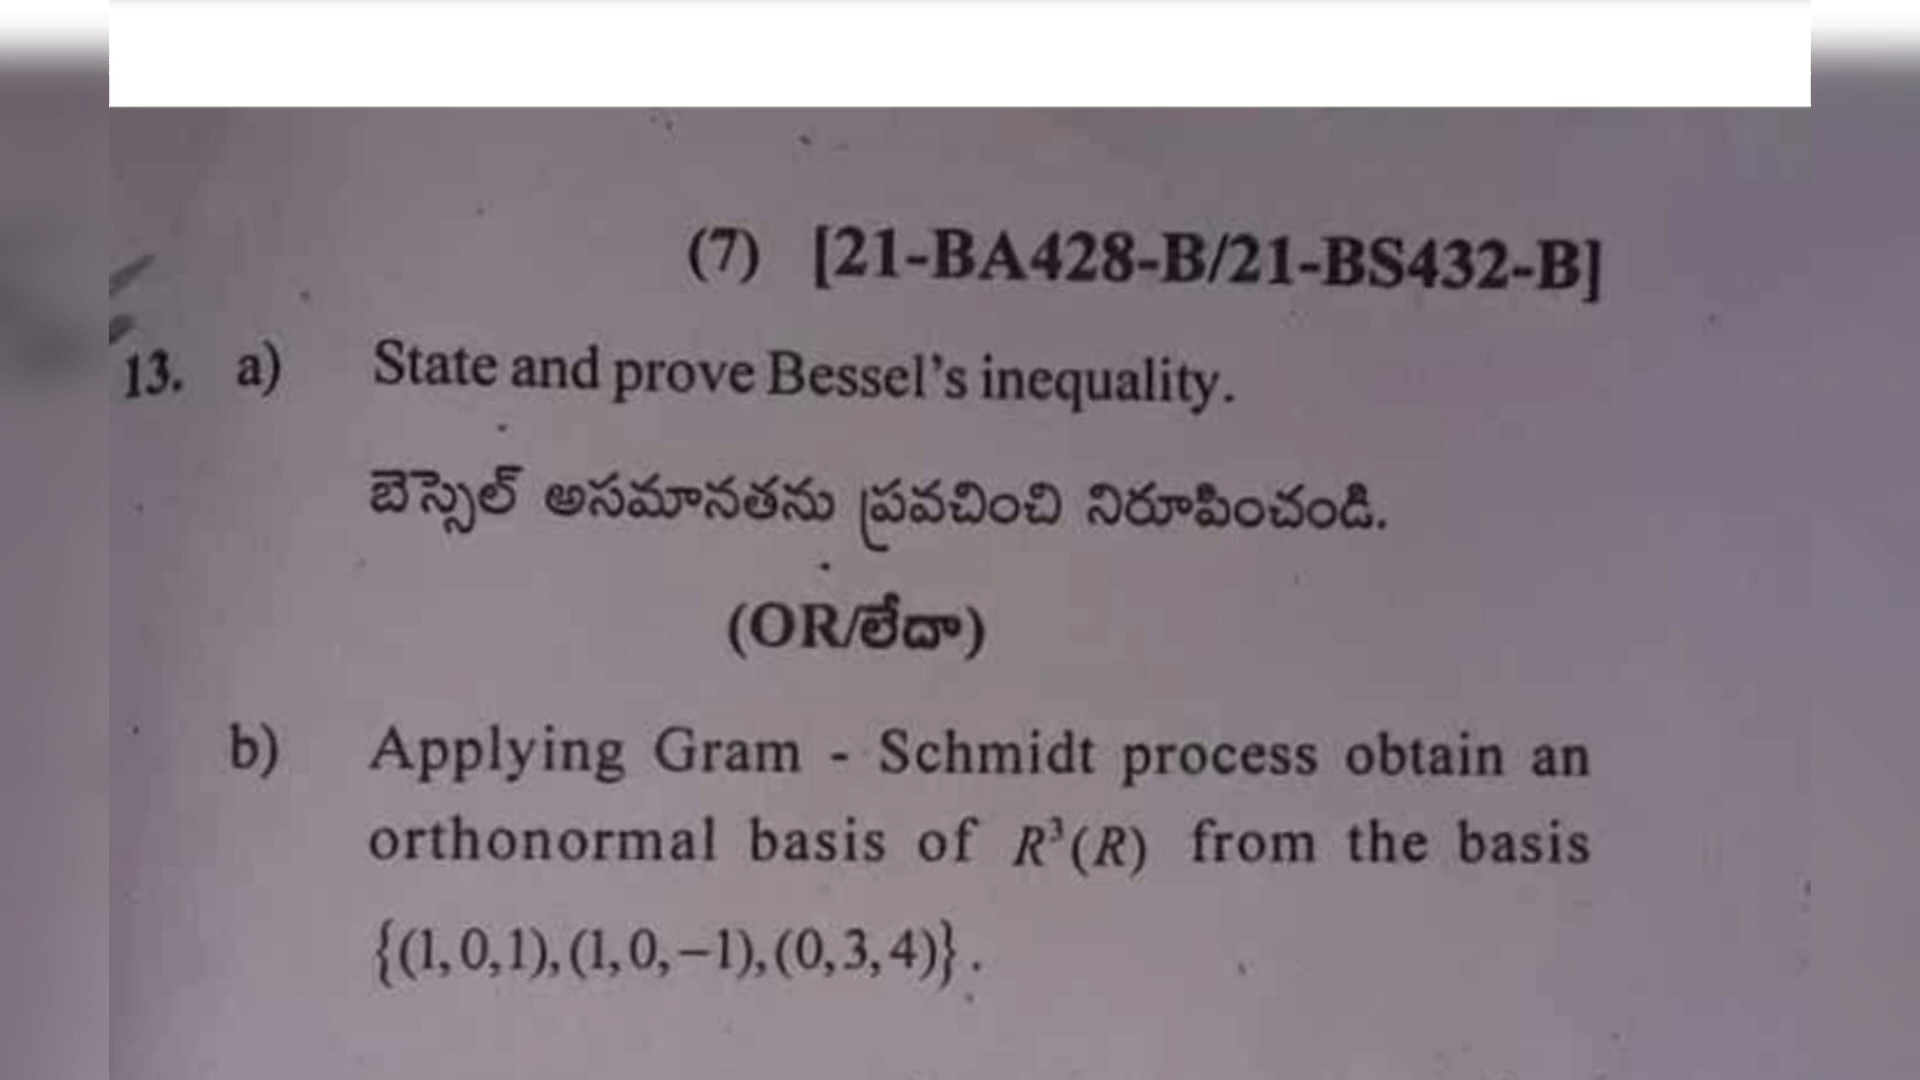 (7) [21-BA428-B/21-BS432-B]
13. a) State and prove Bessel's inequality.
బెస్సెల్ అసమానతను ప్రవచించి నిరూపించండి.
(OR/లేదా)
b) Applying Gram - Schmidt process obtain an
orthonormal basis of R³(R) from the basis
{(1,0,1),(1,0,−1),(0,3,4)}.